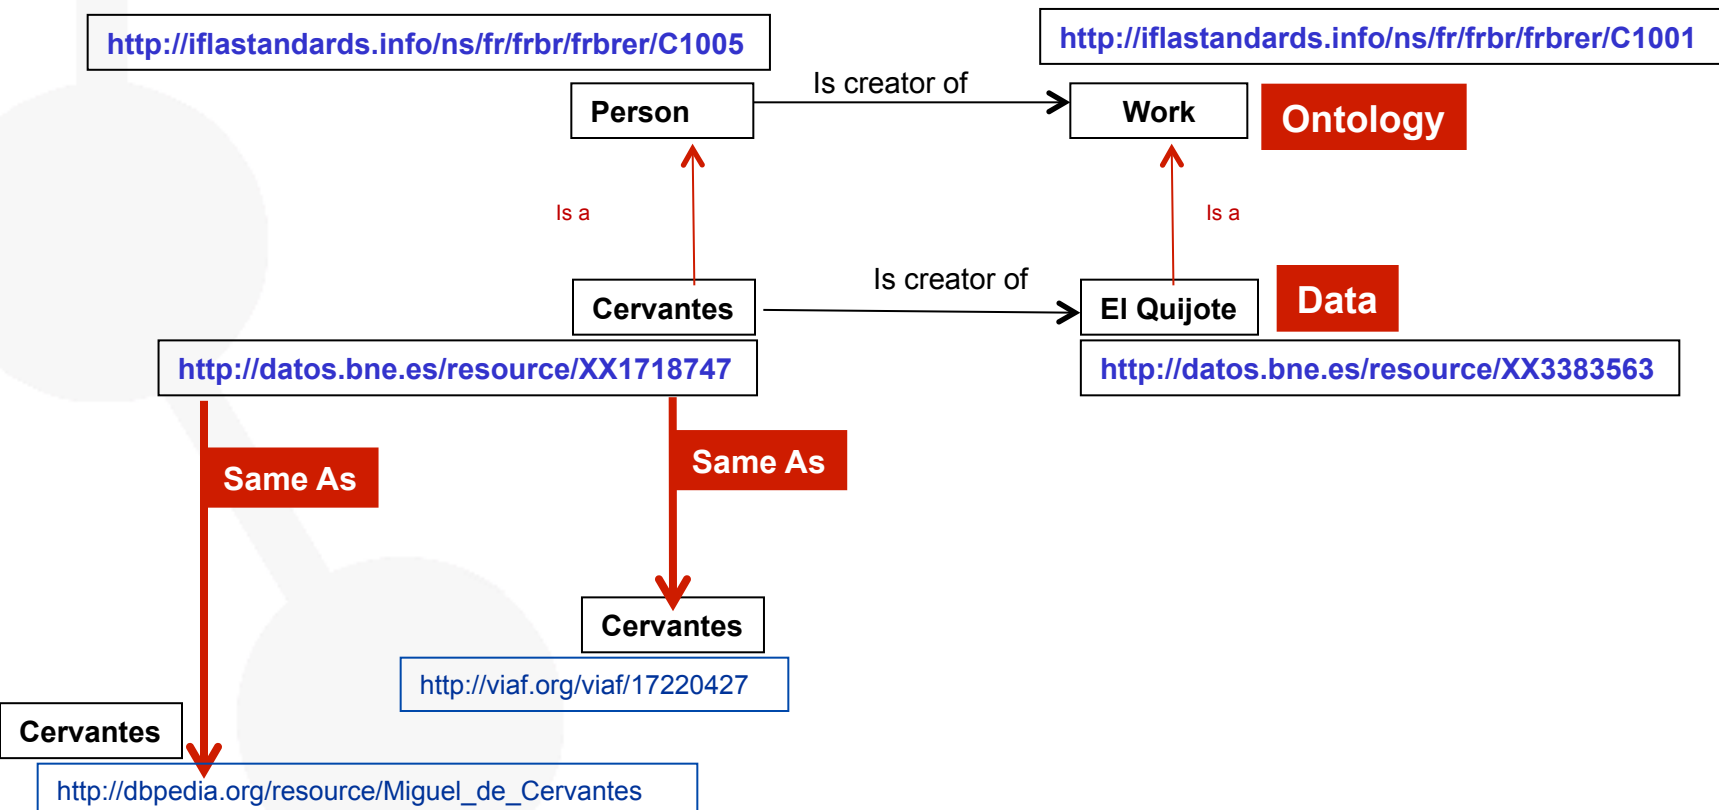 http://iflastandards.info/ns/fr/frbr/frbrer/C1005
http://iflastandards.info/ns/fr/frbr/frbrer/C1001
Person
Is creator of
Work
Ontology
Is a
Is a
Cervantes
Is creator of
El Quijote
Data
http://datos.bne.es/resource/XX1718747
http://datos.bne.es/resource/XX3383563
Same As
Same As
Cervantes
http://viaf.org/viaf/17220427
Cervantes
http://dbpedia.org/resource/Miguel_de_Cervantes